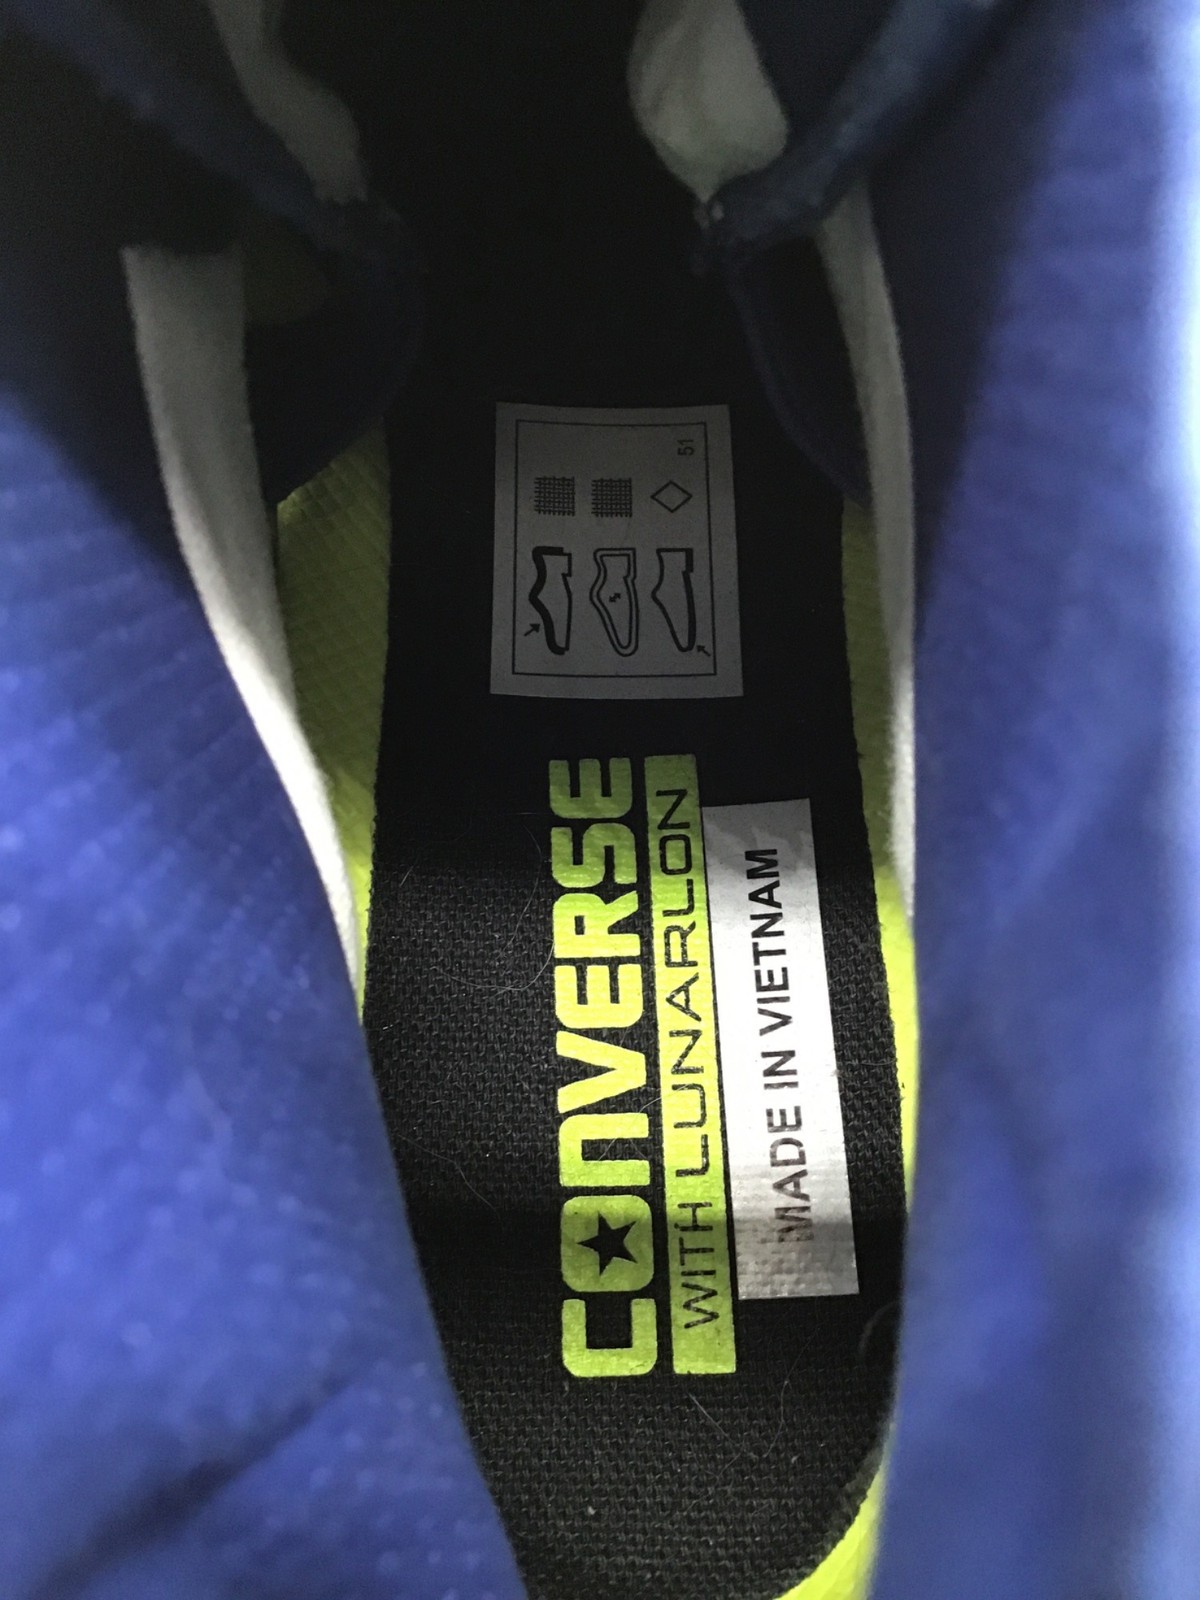 51
CONVERSE
WITH LUNARLON
MADE IN VIETNAM